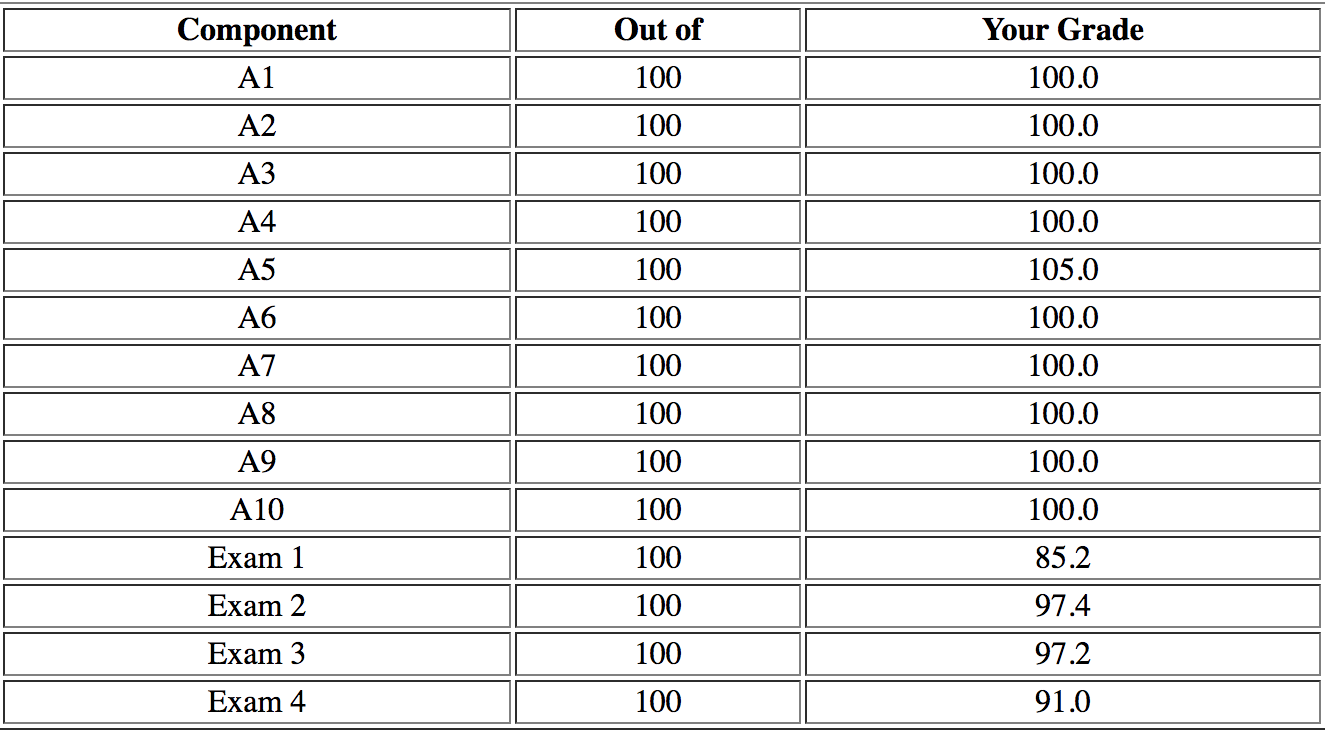 Component Out of Your Grade
A1 100 100.0
A2 100 100.0
A3 100 100.0
A4 100 100.0
A5 100 105.0
A6 100 100.0
A7 100 100.0
A8 100 100.0
A9 100 100.0
A10 100 100.0
Exam 1 100 85.2
Exam 2 100 97.4
Exam 3 100 97.2
Exam 4 100 91.0